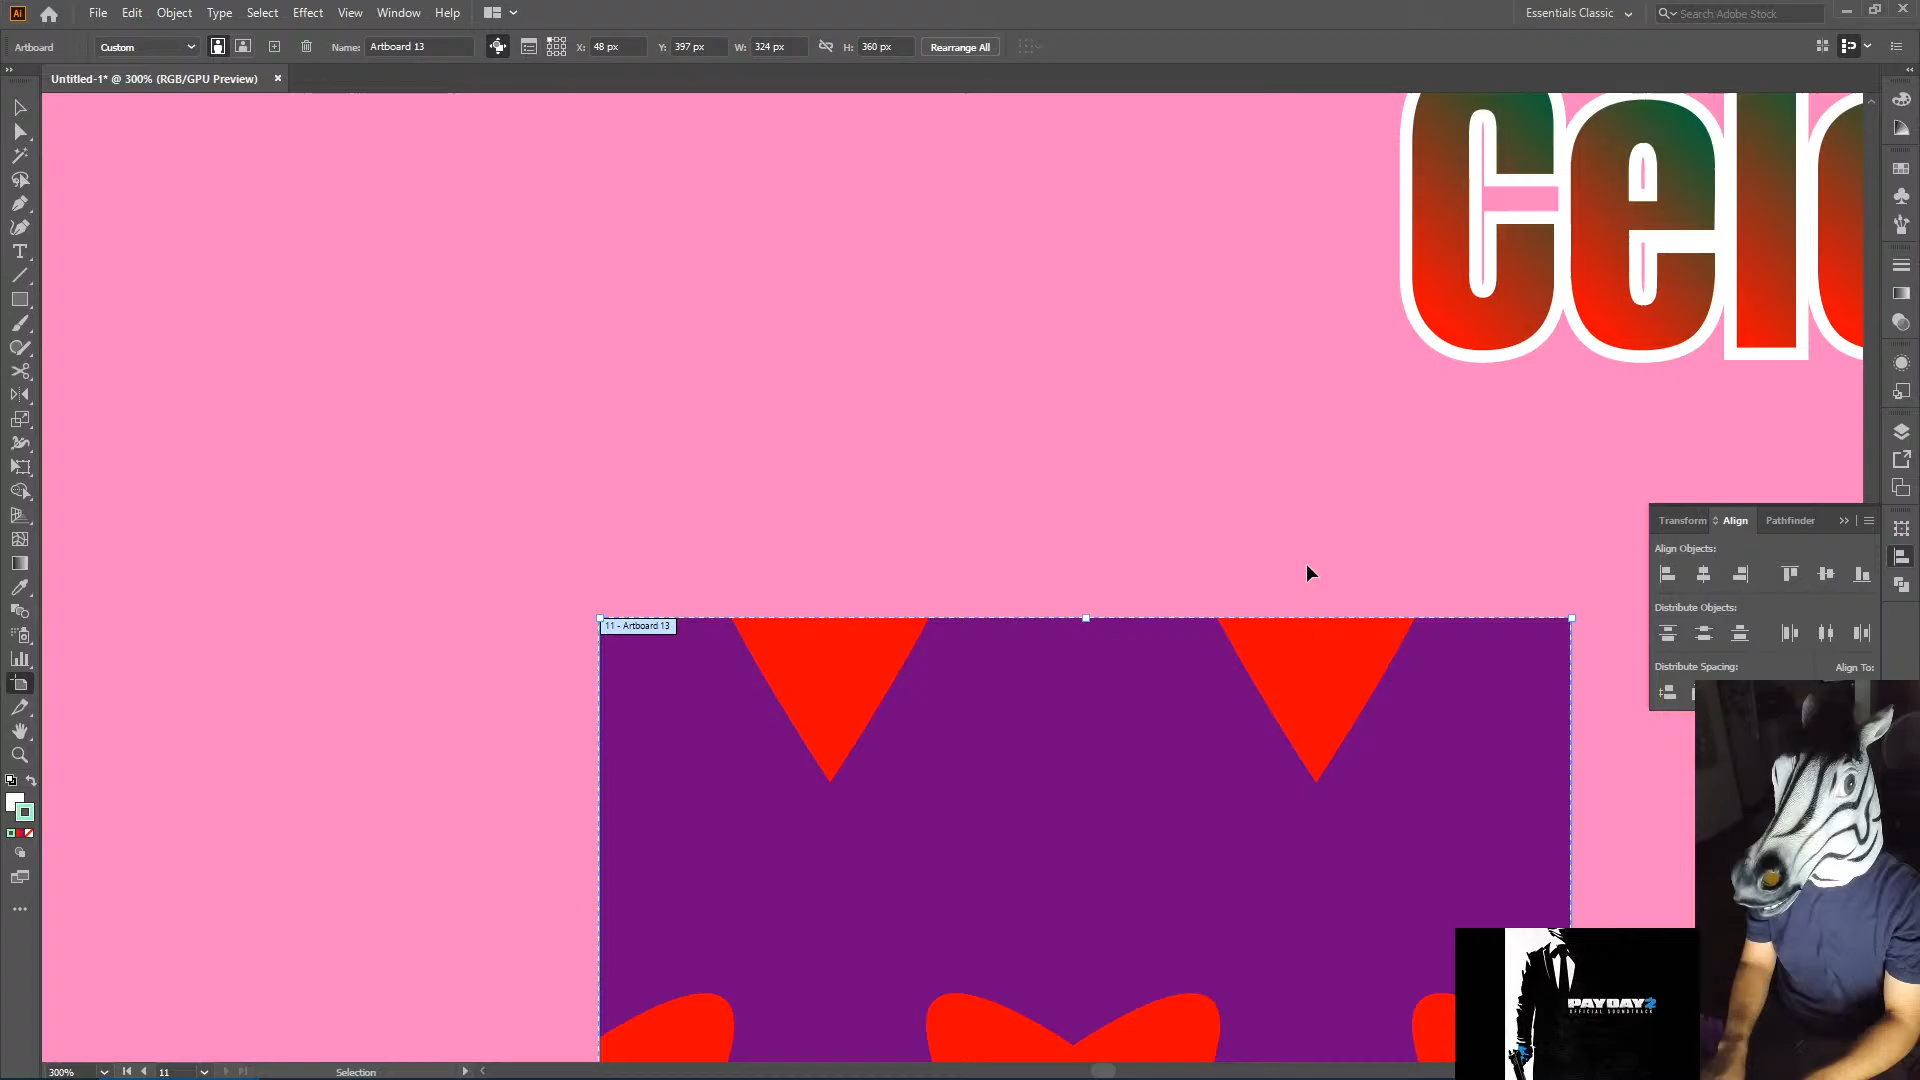 Ai File Edit Object Type Select Effect View Window Help Essentials Classic Search Adobe Stock
Artboard Custom Name: Artboard 13 X: 48 px Y: 397 px W: 324 px H: 360 px Rearrange All
Untitled-1* @ 300% (RGB/GPU Preview) ×
Cel
Transform Align Pathfinder
Align Objects:
Distribute Objects:
Distribute Spacing: Align To:
11 - Artboard 13
PAYDAY 2
OFFICIAL SOUNDTRACK
300% 11 Selection